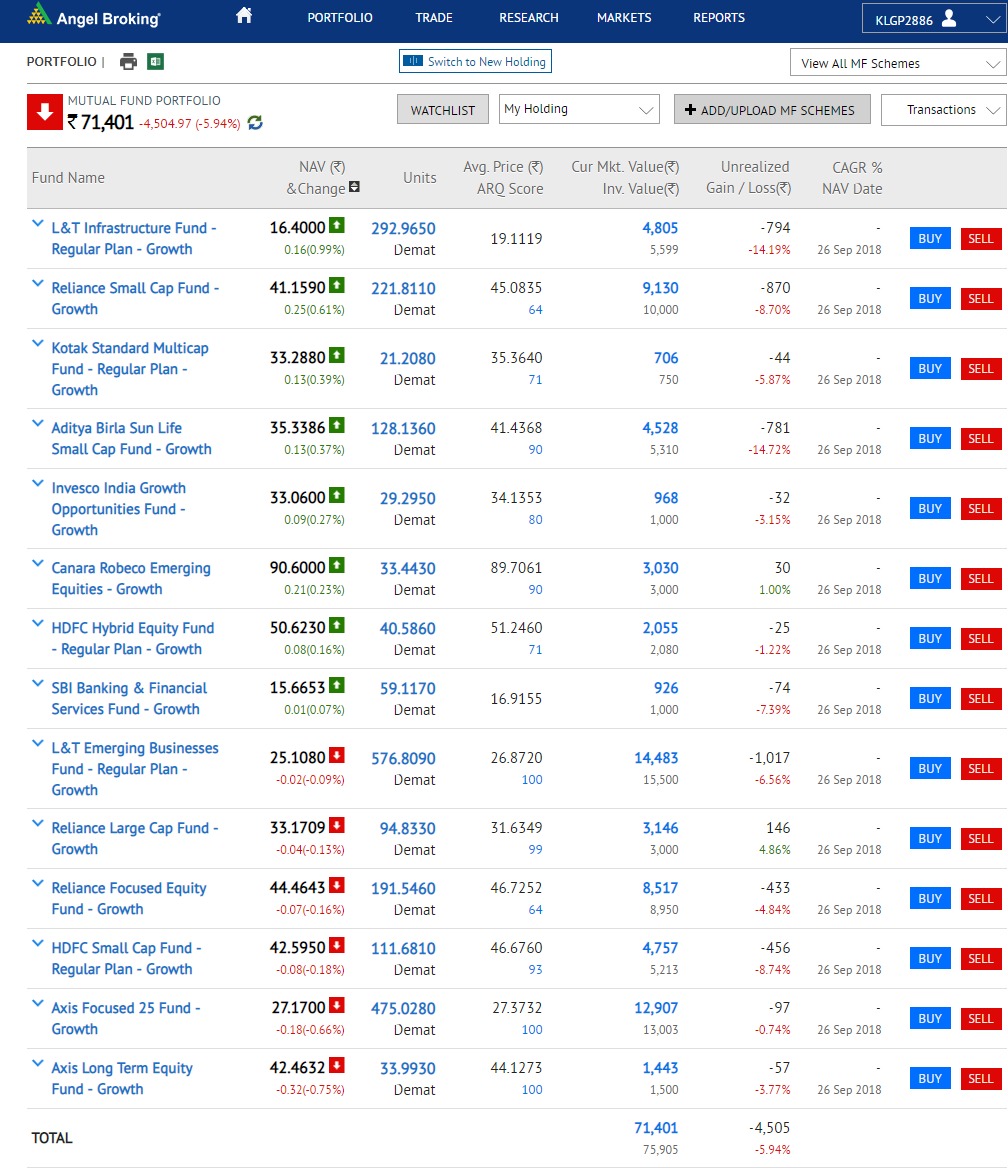 Angel Broking
PORTFOLIO TRADE RESEARCH MARKETS REPORTS KLGP2886
PORTFOLIO | Switch to New Holding View All MF Schemes
MUTUAL FUND PORTFOLIO
₹ 71,401 -4,504.97 (-5.94%) WATCHLIST My Holding + ADD/UPLOAD MF SCHEMES Transactions
Fund Name NAV (₹) Units Avg. Price (₹) Cur Mkt. Value(₹) Unrealized CAGR %
&Change ARQ Score Inv. Value(₹) Gain / Loss(₹) NAV Date
L&T Infrastructure Fund - 16.4000 292.9650 19.1119 4,805 -794 - BUY SELL
Regular Plan - Growth 0.16(0.99%) Demat 5,599 -14.19% 26 Sep 2018
Reliance Small Cap Fund - 41.1590 221.8110 45.0835 9,130 -870 - BUY SELL
Growth 0.25(0.61%) Demat 64 10,000 -8.70% 26 Sep 2018
Kotak Standard Multicap
Fund - Regular Plan - 33.2880 21.2080 35.3640 706 -44 - BUY SELL
Growth 0.13(0.39%) Demat 71 750 -5.87% 26 Sep 2018
Aditya Birla Sun Life 35.3386 128.1360 41.4368 4,528 -781 - BUY SELL
Small Cap Fund - Growth 0.13(0.37%) Demat 90 5,310 -14.72% 26 Sep 2018
Invesco India Growth
Opportunities Fund - 33.0600 29.2950 34.1353 968 -32 - BUY SELL
Growth 0.09(0.27%) Demat 80 1,000 -3.15% 26 Sep 2018
Canara Robeco Emerging 90.6000 33.4430 89.7061 3,030 30 - BUY SELL
Equities - Growth 0.21(0.23%) Demat 90 3,000 1.00% 26 Sep 2018
HDFC Hybrid Equity Fund 50.6230 40.5860 51.2460 2,055 -25 - BUY SELL
- Regular Plan - Growth 0.08(0.16%) Demat 71 2,080 -1.22% 26 Sep 2018
SBI Banking & Financial 15.6653 59.1170 16.9155 926 -74 - BUY SELL
Services Fund - Growth 0.01(0.07%) Demat 1,000 -7.39% 26 Sep 2018
L&T Emerging Businesses
Fund - Regular Plan - 25.1080 576.8090 26.8720 14,483 -1,017 - BUY SELL
Growth -0.02(-0.09%) Demat 100 15,500 -6.56% 26 Sep 2018
Reliance Large Cap Fund - 33.1709 94.8330 31.6349 3,146 146 - BUY SELL
Growth -0.04(-0.13%) Demat 99 3,000 4.86% 26 Sep 2018
Reliance Focused Equity 44.4643 191.5460 46.7252 8,517 -433 - BUY SELL
Fund - Growth -0.07(-0.16%) Demat 64 8,950 -4.84% 26 Sep 2018
HDFC Small Cap Fund - 42.5950 111.6810 46.6760 4,757 -456 - BUY SELL
Regular Plan - Growth -0.08(-0.18%) Demat 93 5,213 -8.74% 26 Sep 2018
Axis Focused 25 Fund - 27.1700 475.0280 27.3732 12,907 -97 - BUY SELL
Growth -0.18(-0.66%) Demat 100 13,003 -0.74% 26 Sep 2018
Axis Long Term Equity 42.4632 33.9930 44.1273 1,443 -57 - BUY SELL
Fund - Growth -0.32(-0.75%) Demat 100 1,500 -3.77% 26 Sep 2018
TOTAL 71,401 -4,505
75,905 -5.94%